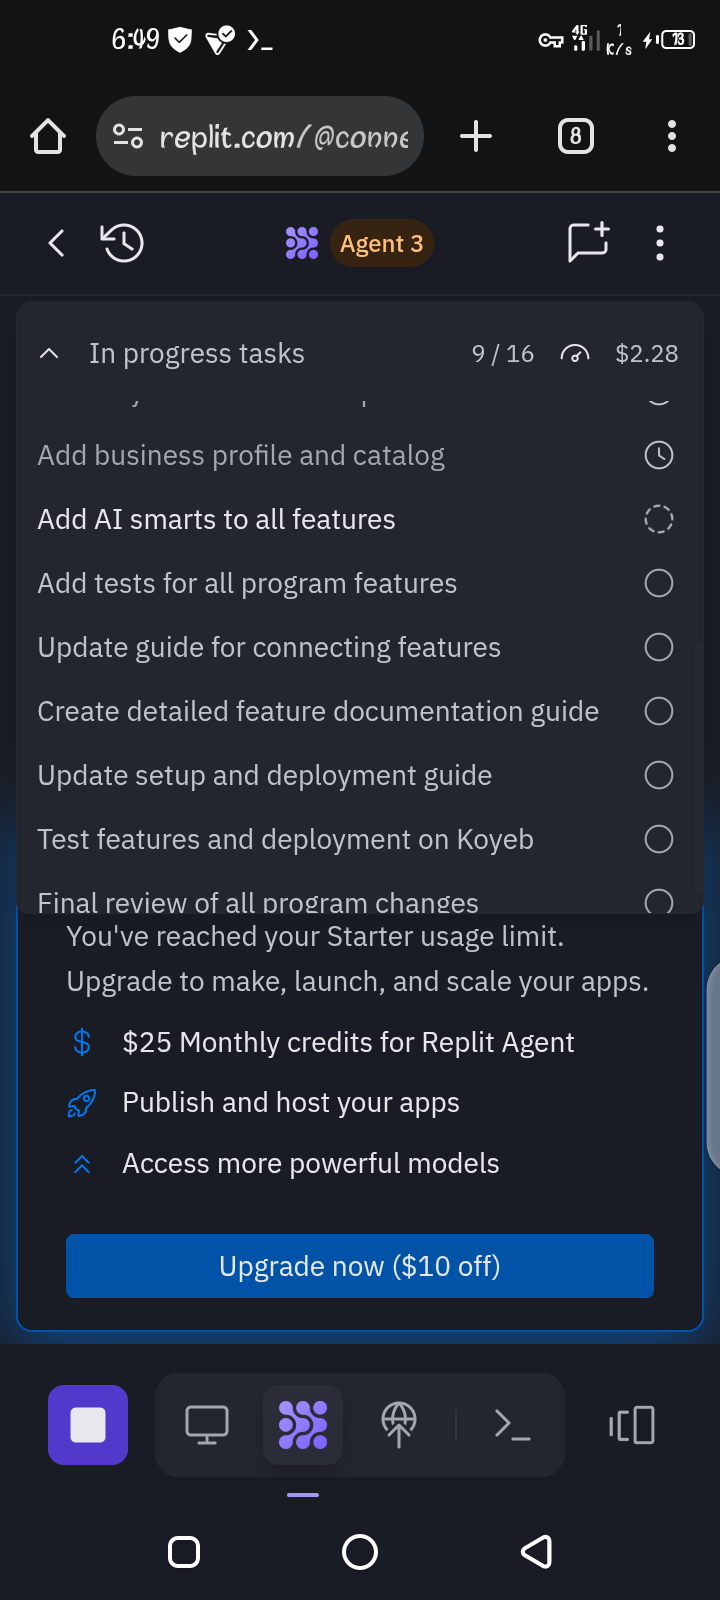 6:49
4G
1
K/s
13
replit.com/@conne
8
Agent 3
In progress tasks
9 / 16
$2.28
Add business profile and catalog
Add AI smarts to all features
Add tests for all program features
Update guide for connecting features
Create detailed feature documentation guide
Update setup and deployment guide
Test features and deployment on Koyeb
Final review of all program changes
You've reached your Starter usage limit.
Upgrade to make, launch, and scale your apps.
$25 Monthly credits for Replit Agent
Publish and host your apps
Access more powerful models
Upgrade now ($10 off)